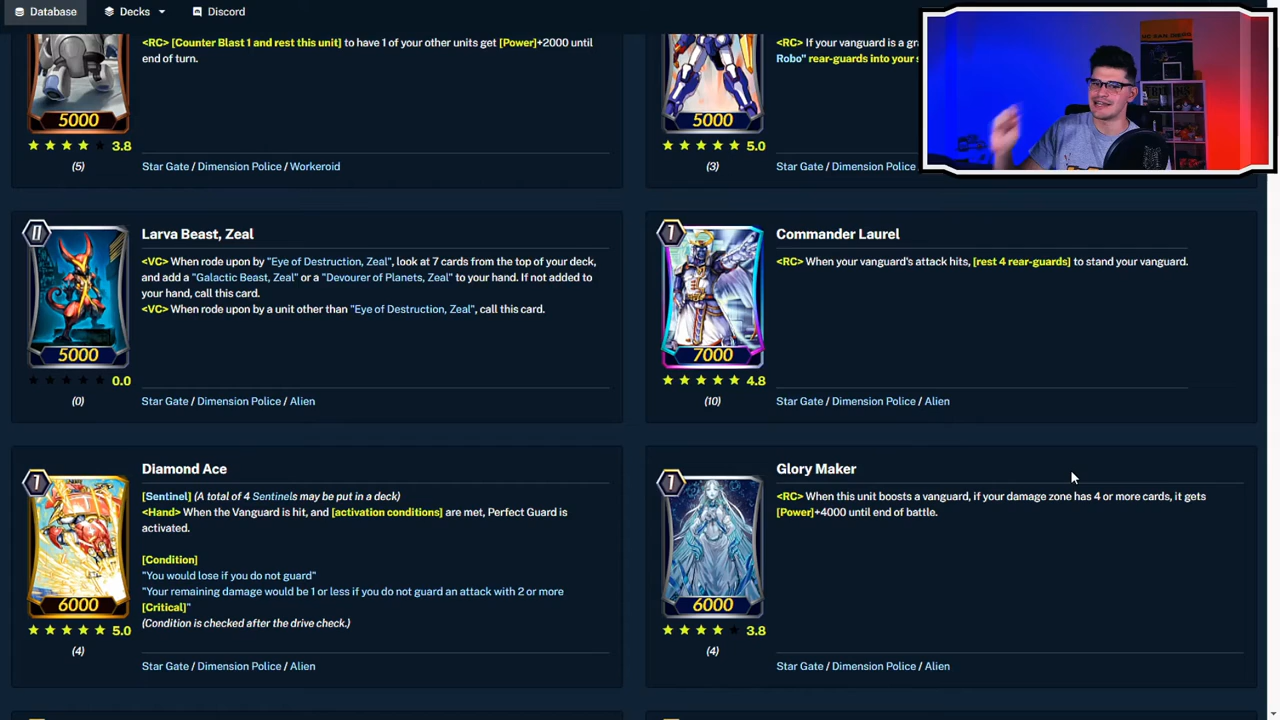 Database
Decks
Discord
<RC> [Counter Blast 1 and rest this unit] to have 1 of your other units get [Power]+2000 until
end of turn.
5000
3.8
(5)
Star Gate / Dimension Police / Workeroid
<RC> If your vanguard is a gr
Robo" rear-guards into your s
5000
5.0
(3)
Star Gate / Dimension Police /
0
Larva Beast, Zeal
<VC> When rode upon by "Eye of Destruction, Zeal", look at 7 cards from the top of your deck,
and add a "Galactic Beast, Zeal" or a "Devourer of Planets, Zeal" to your hand. If not added to
your hand, call this card.
<VC> When rode upon by a unit other than "Eye of Destruction, Zeal", call this card.
5000
0.0
(0)
Star Gate / Dimension Police / Alien
1
Commander Laurel
<RC> When your vanguard's attack hits, [rest 4 rear-guards] to stand your vanguard.
7000
4.8
(10)
Star Gate / Dimension Police / Alien
1
Diamond Ace
[Sentinel] (A total of 4 Sentinels may be put in a deck)
<Hand> When the Vanguard is hit, and [activation conditions] are met, Perfect Guard is
activated.
[Condition]
"You would lose if you do not guard"
"Your remaining damage would be 1 or less if you do not guard an attack with 2 or more
[Critical]"
(Condition is checked after the drive check.)
6000
5.0
(4)
Star Gate / Dimension Police / Alien
1
Glory Maker
<RC> When this unit boosts a vanguard, if your damage zone has 4 or more cards, it gets
[Power]+4000 until end of battle.
6000
3.8
(4)
Star Gate / Dimension Police / Alien